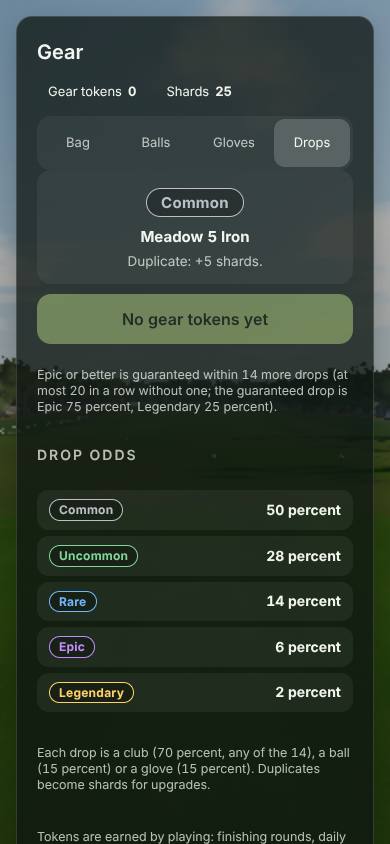 Gear
Gear tokens 0 Shards 25
Bag Balls Gloves Drops
Common
Meadow 5 Iron
Duplicate: +5 shards.
No gear tokens yet
Epic or better is guaranteed within 14 more drops (at
most 20 in a row without one; the guaranteed drop is
Epic 75 percent, Legendary 25 percent).
DROP ODDS
Common 50 percent
Uncommon 28 percent
Rare 14 percent
Epic 6 percent
Legendary 2 percent
Each drop is a club (70 percent, any of the 14), a ball
(15 percent) or a glove (15 percent). Duplicates
become shards for upgrades.
Tokens are earned by playing: finishing rounds, daily